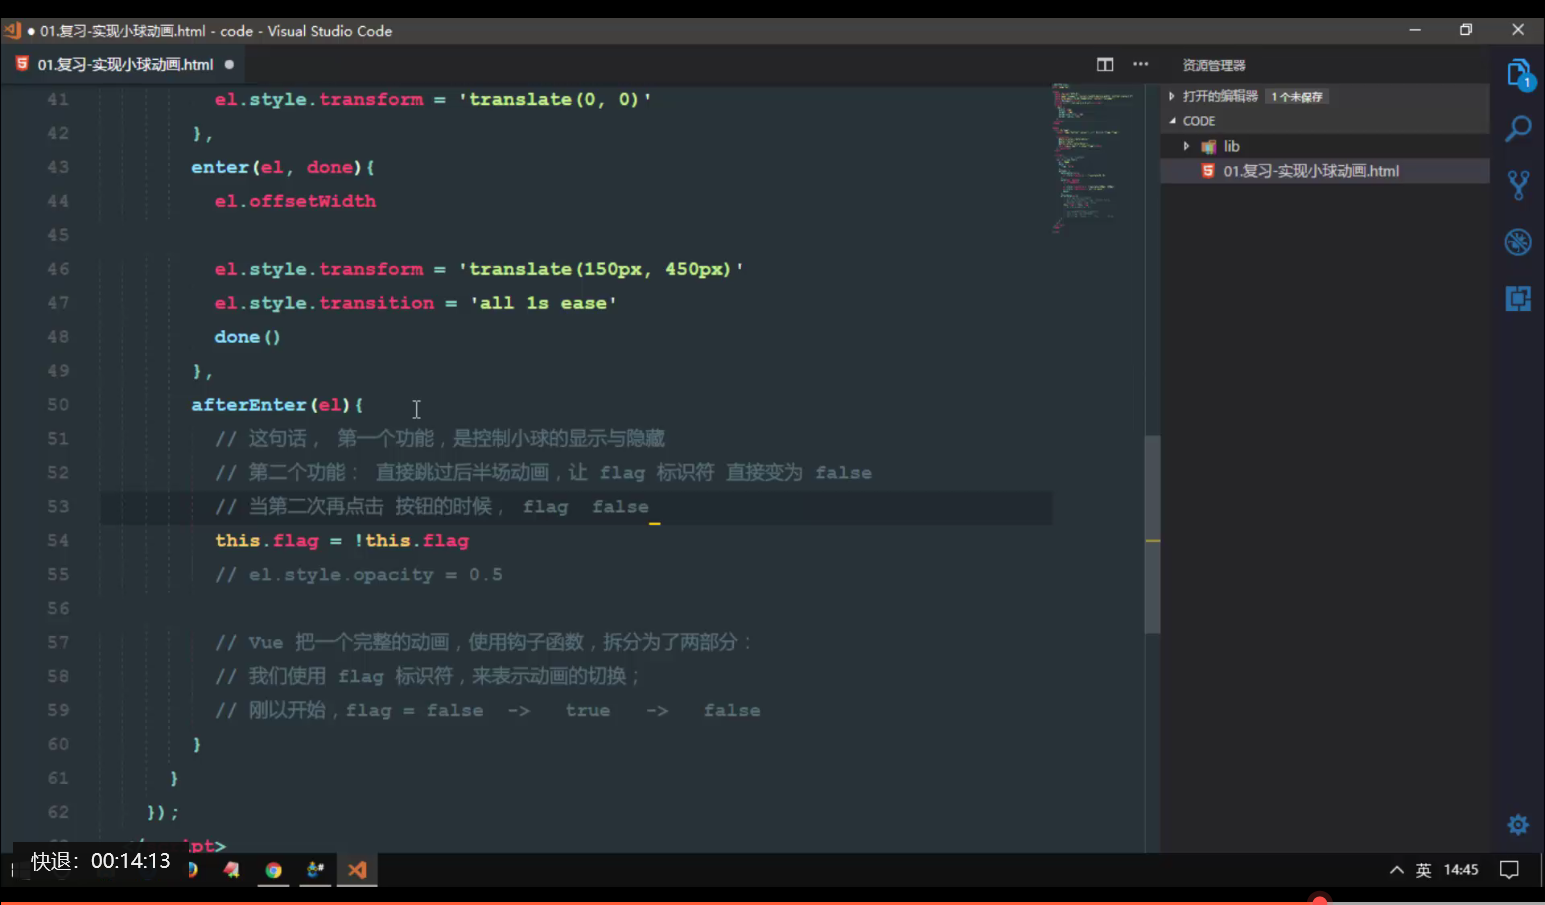 ● 01.复习-实现小球动画.html - code - Visual Studio Code
01.复习-实现小球动画.html ●
41 el.style.transform = 'translate(0, 0)'
42 },
43 enter(el, done){
44 el.offsetWidth
45
46 el.style.transform = 'translate(150px, 450px)'
47 el.style.transition = 'all 1s ease'
48 done()
49 },
50 afterEnter(el){
51 // 这句话， 第一个功能，是控制小球的显示与隐藏
52 // 第二个功能： 直接跳过后半场动画，让 flag 标识符 直接变为 false
53 // 当第二次再点击 按钮的时候， flag false
54 this.flag = !this.flag
55 // el.style.opacity = 0.5
56
57 // Vue 把一个完整的动画，使用钩子函数，拆分为了两部分：
58 // 我们使用 flag 标识符，来表示动画的切换；
59 // 刚以开始，flag = false -> true -> false
60 }
61 }
62 });
pt>
资源管理器
打开的编辑器 1 个未保存
CODE
lib
01.复习-实现小球动画.html
1
快退：00:14:13
英 14:45